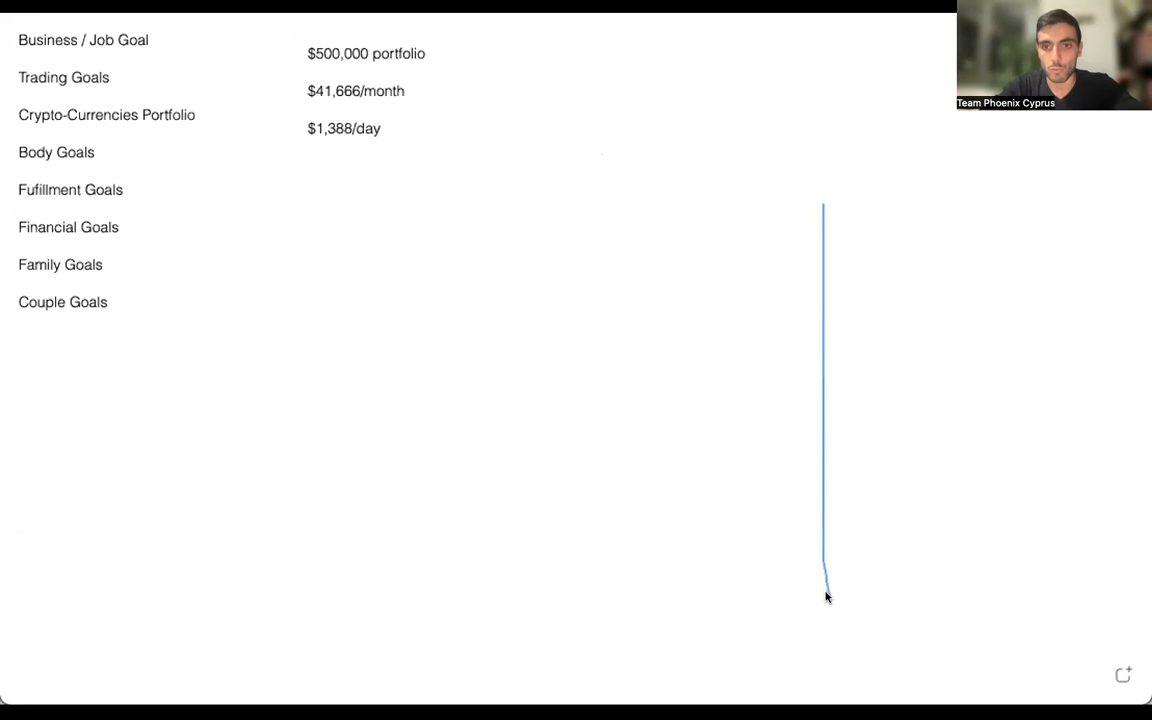 Business / Job Goal
Trading Goals
Crypto-Currencies Portfolio
Body Goals
Fufillment Goals
Financial Goals
Family Goals
Couple Goals
$500,000 portfolio
$41,666/month
$1,388/day
Team Phoenix Cyprus